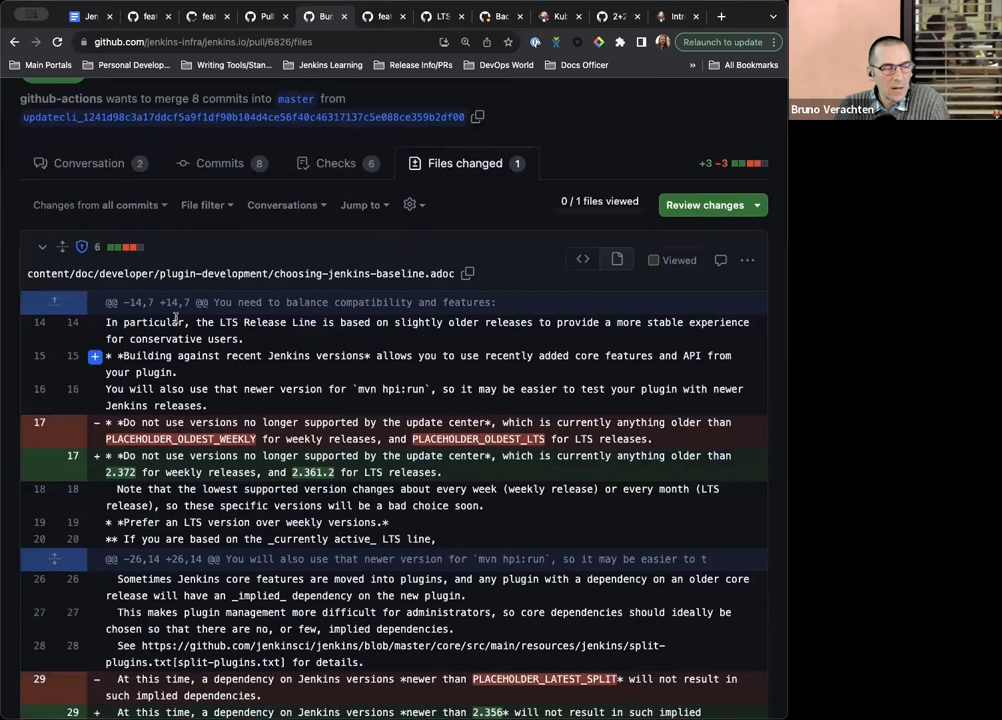 Jen
feat
feat
Pull
Bum
feat
LTS
Bac
Kub
2+2
Intro
github.com/jenkins-infra/jenkins.io/pull/6826/files
Relaunch to update
Main Portals
Personal Develop...
Writing Tools/Stan...
Jenkins Learning
Release Info/PRs
DevOps World
Docs Officer
»
All Bookmarks
github-actions wants to merge 8 commits into master from
updatecli_1241d98c3a17ddcf5a9f1df90b104d4ce56f40c46317137c5e088ce359b2df00
Conversation 2
Commits 8
Checks 6
Files changed 1
+3 −3
Changes from all commits
File filter
Conversations
Jump to
0 / 1 files viewed
Review changes
6
Viewed
content/doc/developer/plugin-development/choosing-jenkins-baseline.adoc
@@ -14,7 +14,7 @@ You need to balance compatibility and features:
14 14 In particular, the LTS Release Line is based on slightly older releases to provide a more stable experience
for conservative users.
15 15 * *Building against recent Jenkins versions* allows you to use recently added core features and API from
your plugin.
16 16 You will also use that newer version for `mvn hpi:run`, so it may be easier to test your plugin with newer
Jenkins releases.
17 - * *Do not use versions no longer supported by the update center*, which is currently anything older than
PLACEHOLDER_OLDEST_WEEKLY for weekly releases, and PLACEHOLDER_OLDEST_LTS for LTS releases.
17 + * *Do not use versions no longer supported by the update center*, which is currently anything older than
2.372 for weekly releases, and 2.361.2 for LTS releases.
18 18 Note that the lowest supported version changes about every week (weekly release) or every month (LTS
release), so these specific versions will be a bad choice soon.
19 19 * *Prefer an LTS version over weekly versions.*
20 20 ** If you are based on the _currently active_ LTS line,
@@ -26,14 +26,14 @@ You will also use that newer version for `mvn hpi:run`, so it may be easier to t
26 26 Sometimes Jenkins core features are moved into plugins, and any plugin with a dependency on an older core
release will have an _implied_ dependency on the new plugin.
27 27 This makes plugin management more difficult for administrators, so core dependencies should ideally be
chosen so that there are no, or few, implied dependencies.
28 28 See https://github.com/jenkinsci/jenkins/blob/master/core/src/main/resources/jenkins/split-
plugins.txt[split-plugins.txt] for details.
29 - At this time, a dependency on Jenkins versions *newer than PLACEHOLDER_LATEST_SPLIT* will not result in
such implied dependencies.
29 + At this time, a dependency on Jenkins versions *newer than 2.356* will not result in such implied
Bruno Verachten